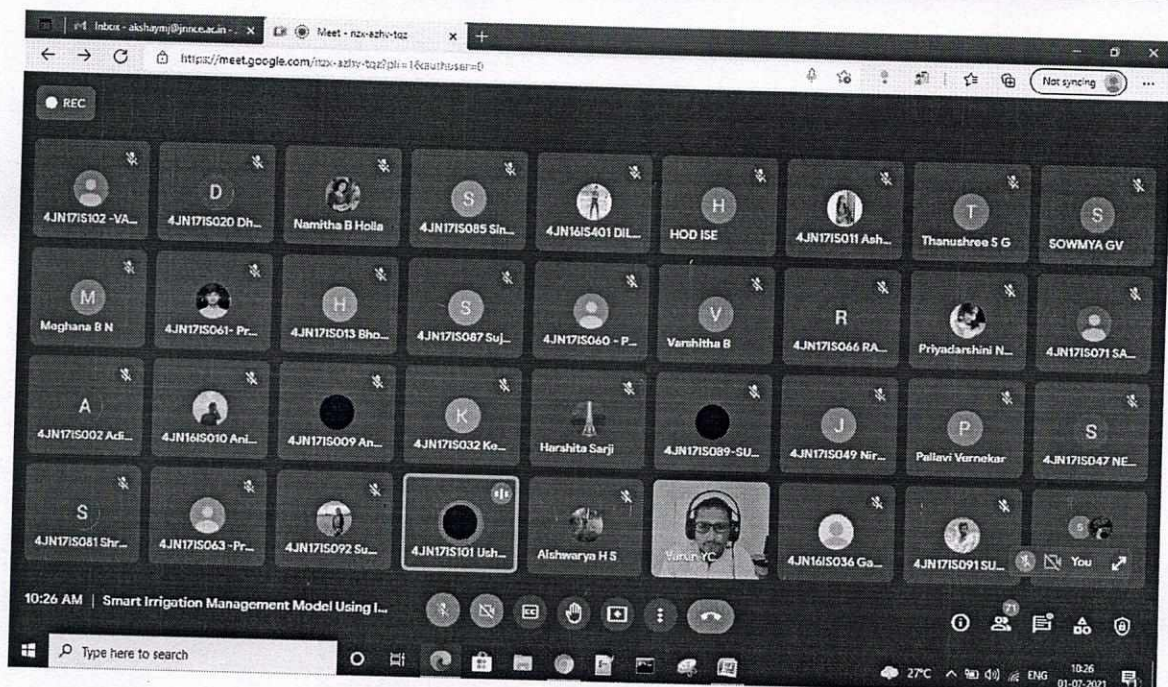 Inbox - akshaymj@jnnce.ac.in -
Meet - nzx-azhv-tqz
https://meet.google.com/nzx-azhv-tqz?pli=1&authuser=0
Not syncing
REC
4JN17IS102 -VA...
D
4JN17IS020 Dh...
Namitha B Holla
S
4JN17IS085 Sin...
4JN16IS401 DIL...
H
HOD ISE
4JN17IS011 Ash...
T
Thanushree S G
S
SOWMYA GV
M
Meghana B N
4JN17IS061- Pr...
H
4JN17IS013 Bho...
S
4JN17IS087 Suj...
4JN17IS060 - P...
V
Varshitha B
R
4JN17IS066 RA...
Priyadarshini N...
4JN17IS071 SA...
A
4JN17IS002 Adi...
4JN16IS010 Ani...
4JN17IS009 An...
K
4JN17IS032 Ke...
Harshita Sarji
4JN17IS089-SU...
J
4JN17IS049 Nir...
P
Pallavi Vernekar
S
4JN17IS047 NE...
S
4JN17IS081 Shr...
4JN17IS063 -Pr...
4JN17IS092 Su...
4JN17IS101 Ush...
Aishwarya H S
Varun YC
4JN16IS036 Ga...
4JN17IS091 SU...
S
You
10:26 AM | Smart Irrigation Management Model Using I...
CC
71
Type here to search
27°C
ENG
10:26
01-07-2021